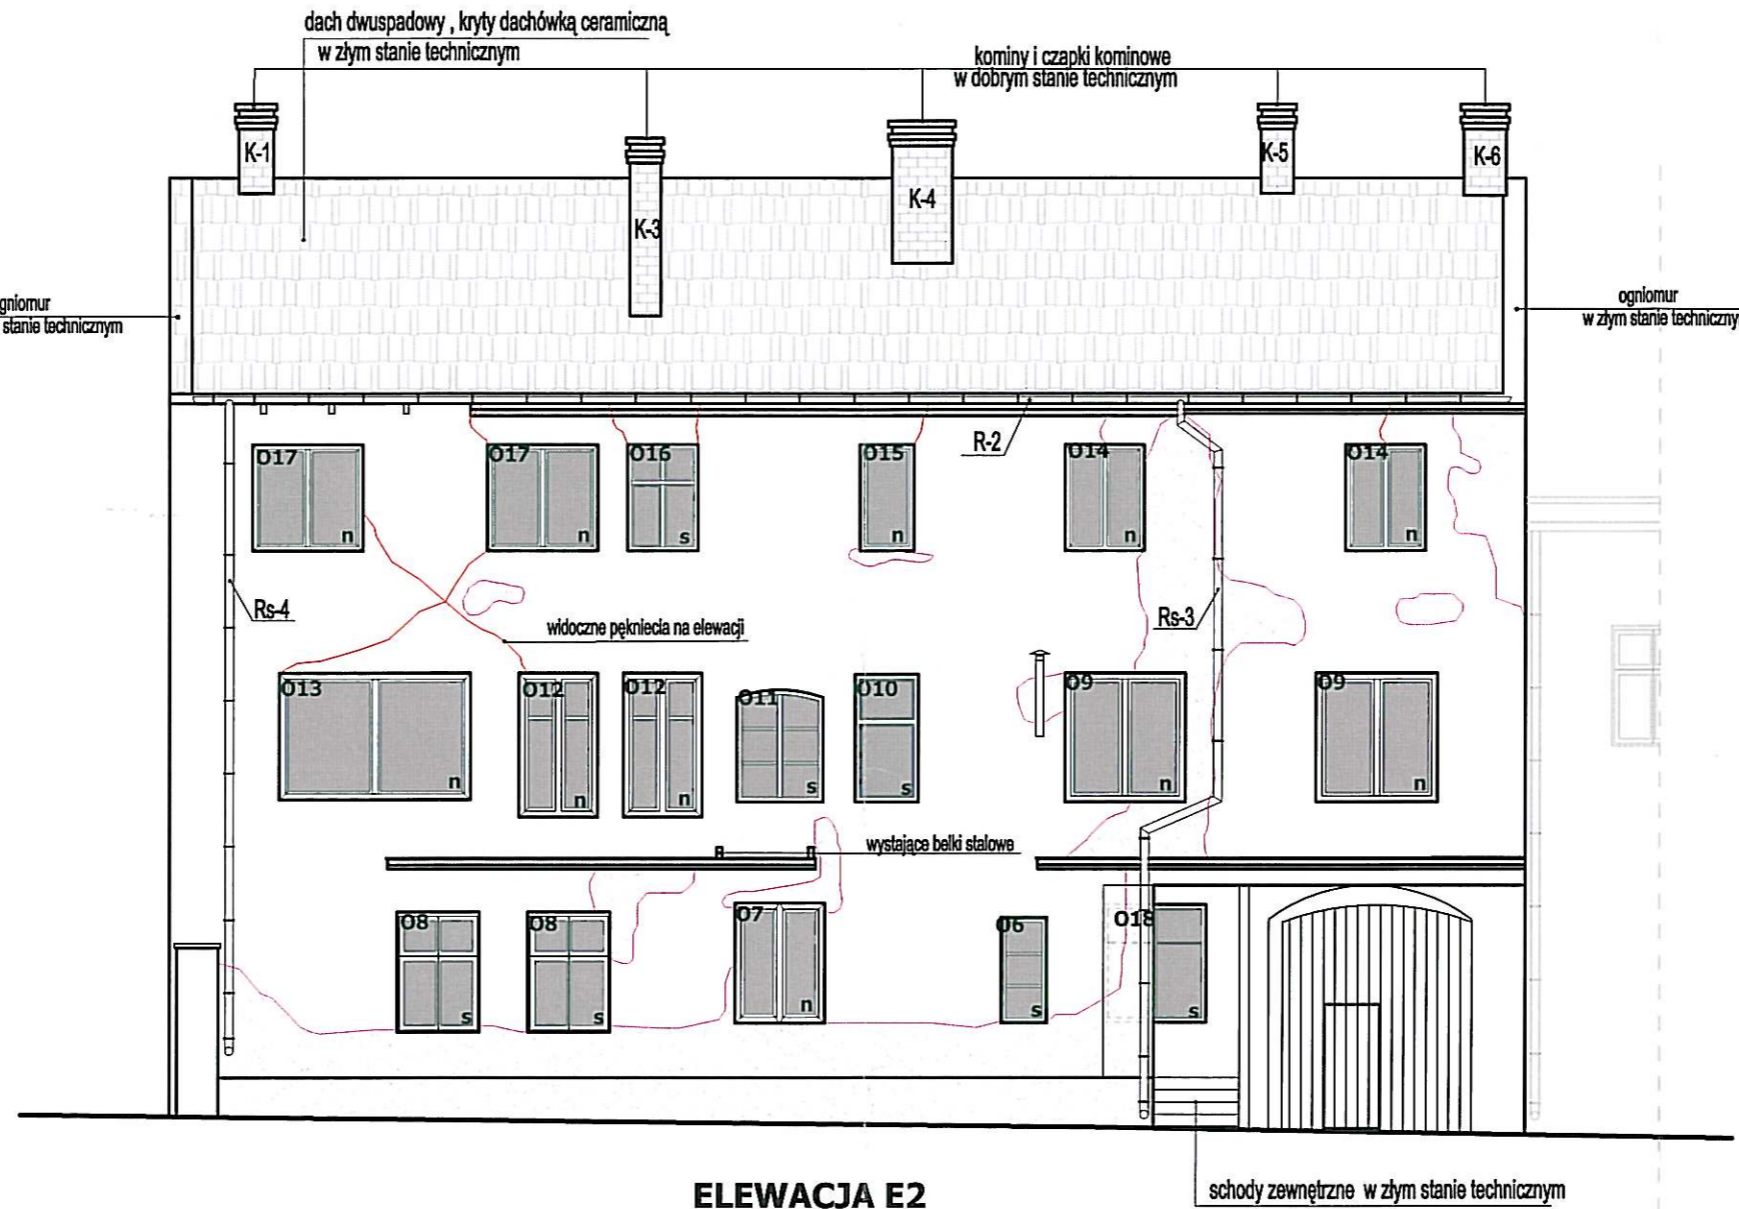 dach dwuspadowy , kryty dachówką ceramiczną
w złym stanie technicznym
kominy i czapki kominowe
w dobrym stanie technicznym
K-1
K-3
K-4
K-5
K-6
gniomur
stanie technicznym
ogniomur
w złym stanie techniczny
R-2
O17
n
O17
n
O16
s
O15
n
O14
n
O14
n
Rs-4
widoczne pękniecia na elewacji
Rs-3
O13
n
O12
n
O12
n
O11
s
O10
s
O9
n
O9
n
wystające belki stalowe
O8
s
O8
s
O7
n
O6
s
O18
s
ELEWACJA E2
schody zewnętrzne w złym stanie technicznym